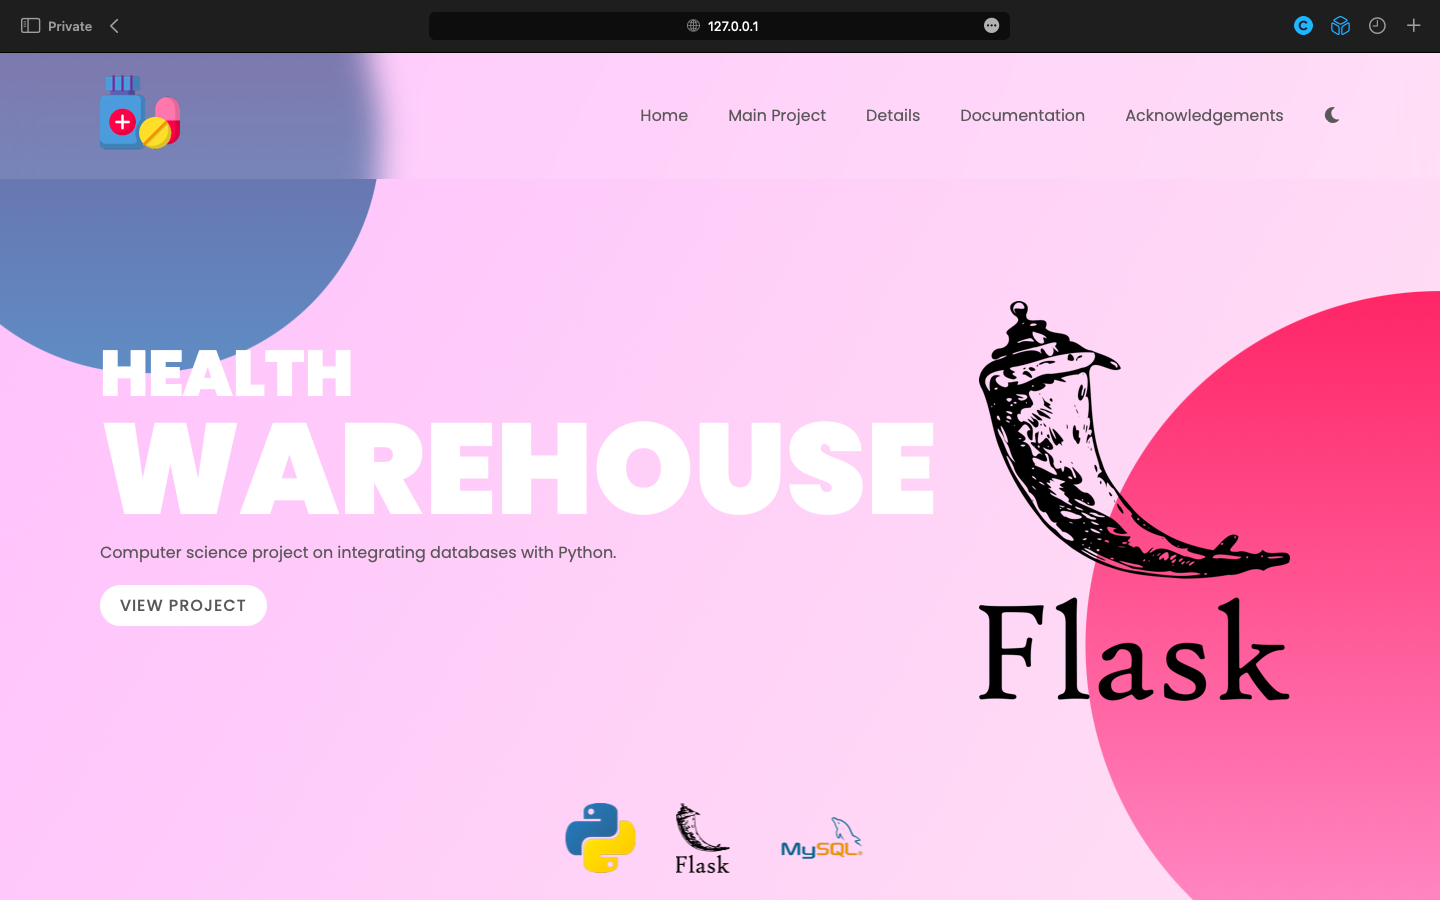 Private
127.0.0.1
Home Main Project Details Documentation Acknowledgements
HEALTH
WAREHOUSE
Computer science project on integrating databases with Python.
VIEW PROJECT
Flask
Flask
MySQL